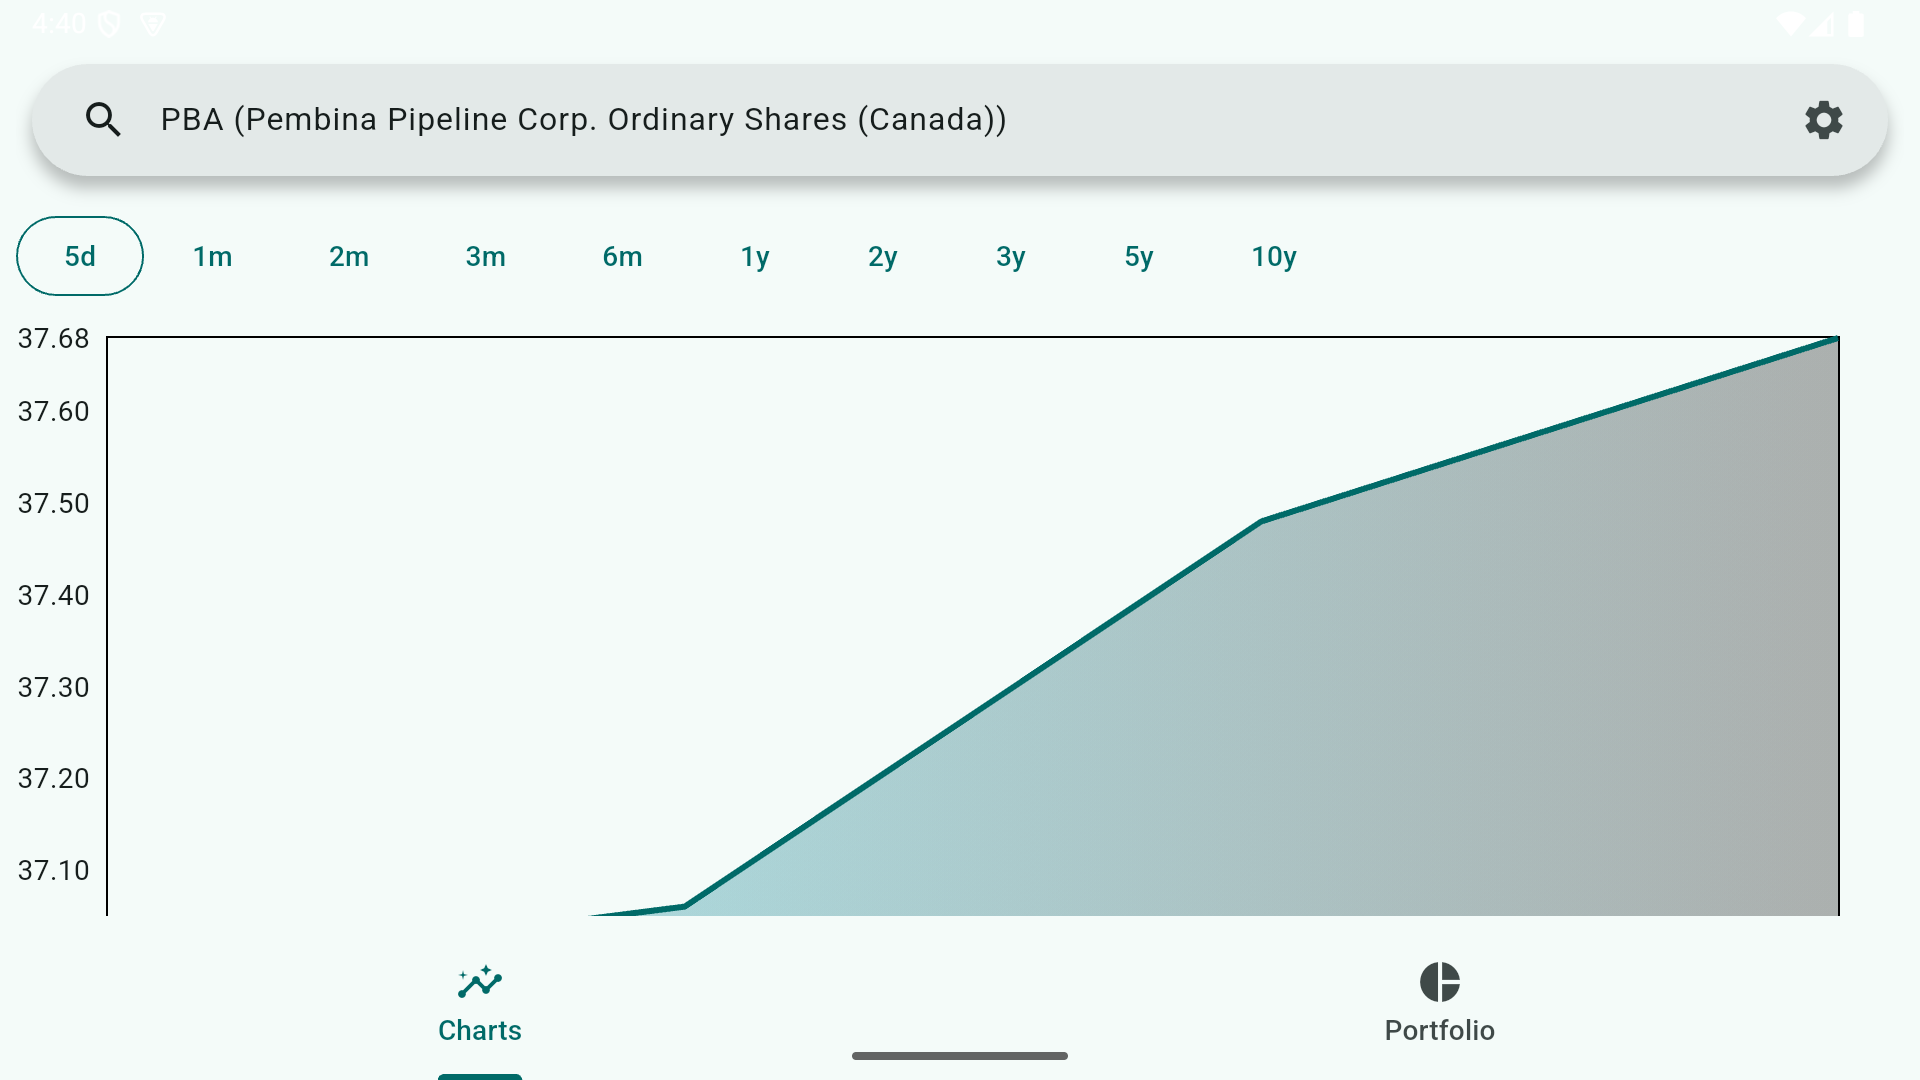 4:40
PBA (Pembina Pipeline Corp. Ordinary Shares (Canada))
5d 1m 2m 3m 6m 1y 2y 3y 5y 10y
37.68
37.60
37.50
37.40
37.30
37.20
37.10
Charts Portfolio